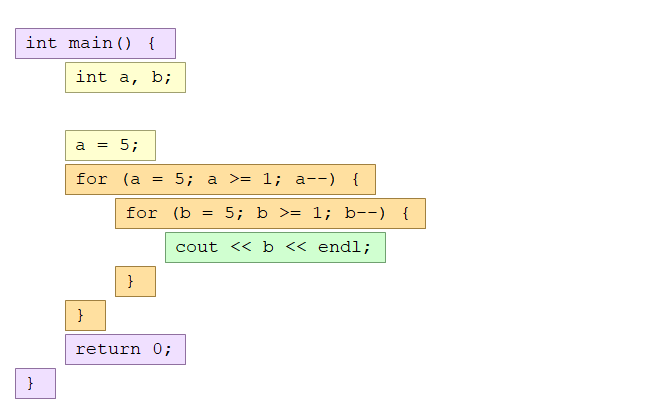 int main() {
int a, b;
a = 5;
for (a = 5; a >= 1; a--) {
for (b = 5; b >= 1; b--) {
cout << b << endl;
}
}
return 0;
}